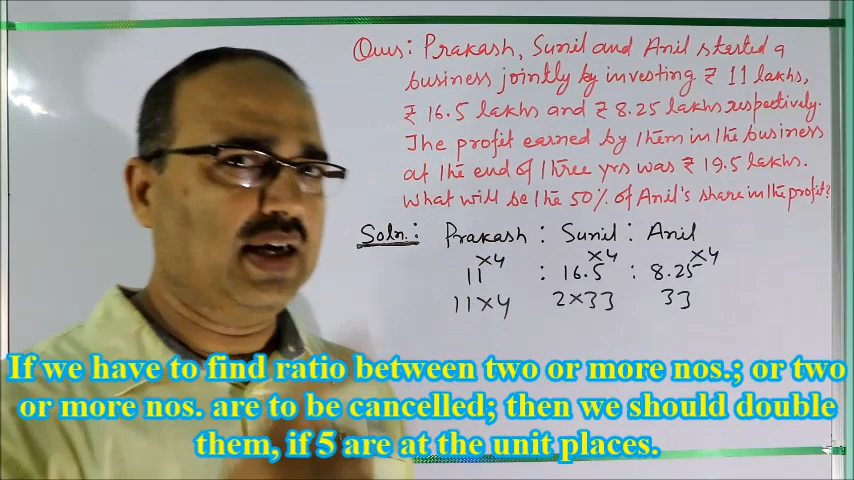 Ques: Prakash, Sunil and Anil started a
business jointly by investing ₹ 11 lakhs,
₹ 16.5 lakhs and ₹ 8.25 lakhs respectively.
The profit earned by them in the business
at the end of three yrs was ₹ 19.5 lakhs.
What will be the 50% of Anil's share in the profit?
Soln.: Prakash : Sunil : Anil
×4 ×4 ×4
11 : 16.5 : 8.25
11×4 2×33 33
If we have to find ratio between two or more nos.; or two
or more nos. are to be cancelled; then we should double
them, if 5 are at the unit places.